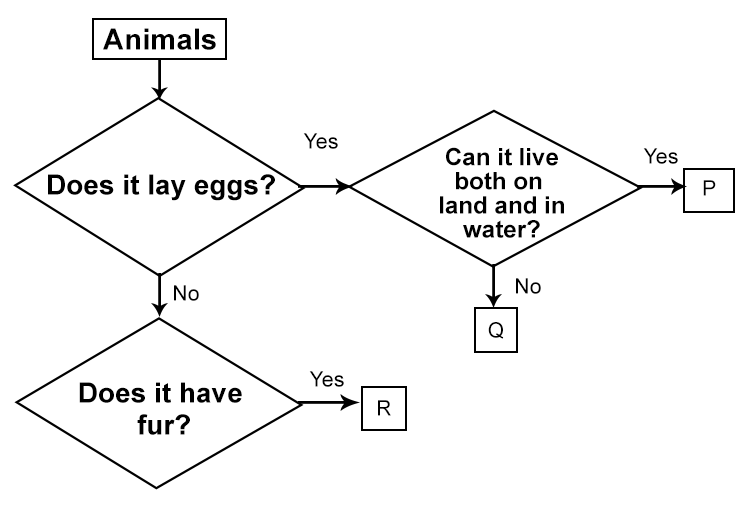 Animals
Yes
Does it lay eggs?
Can it live
both on
land and in
water?
Yes
P
No
No
Q
Does it have
fur?
Yes
R